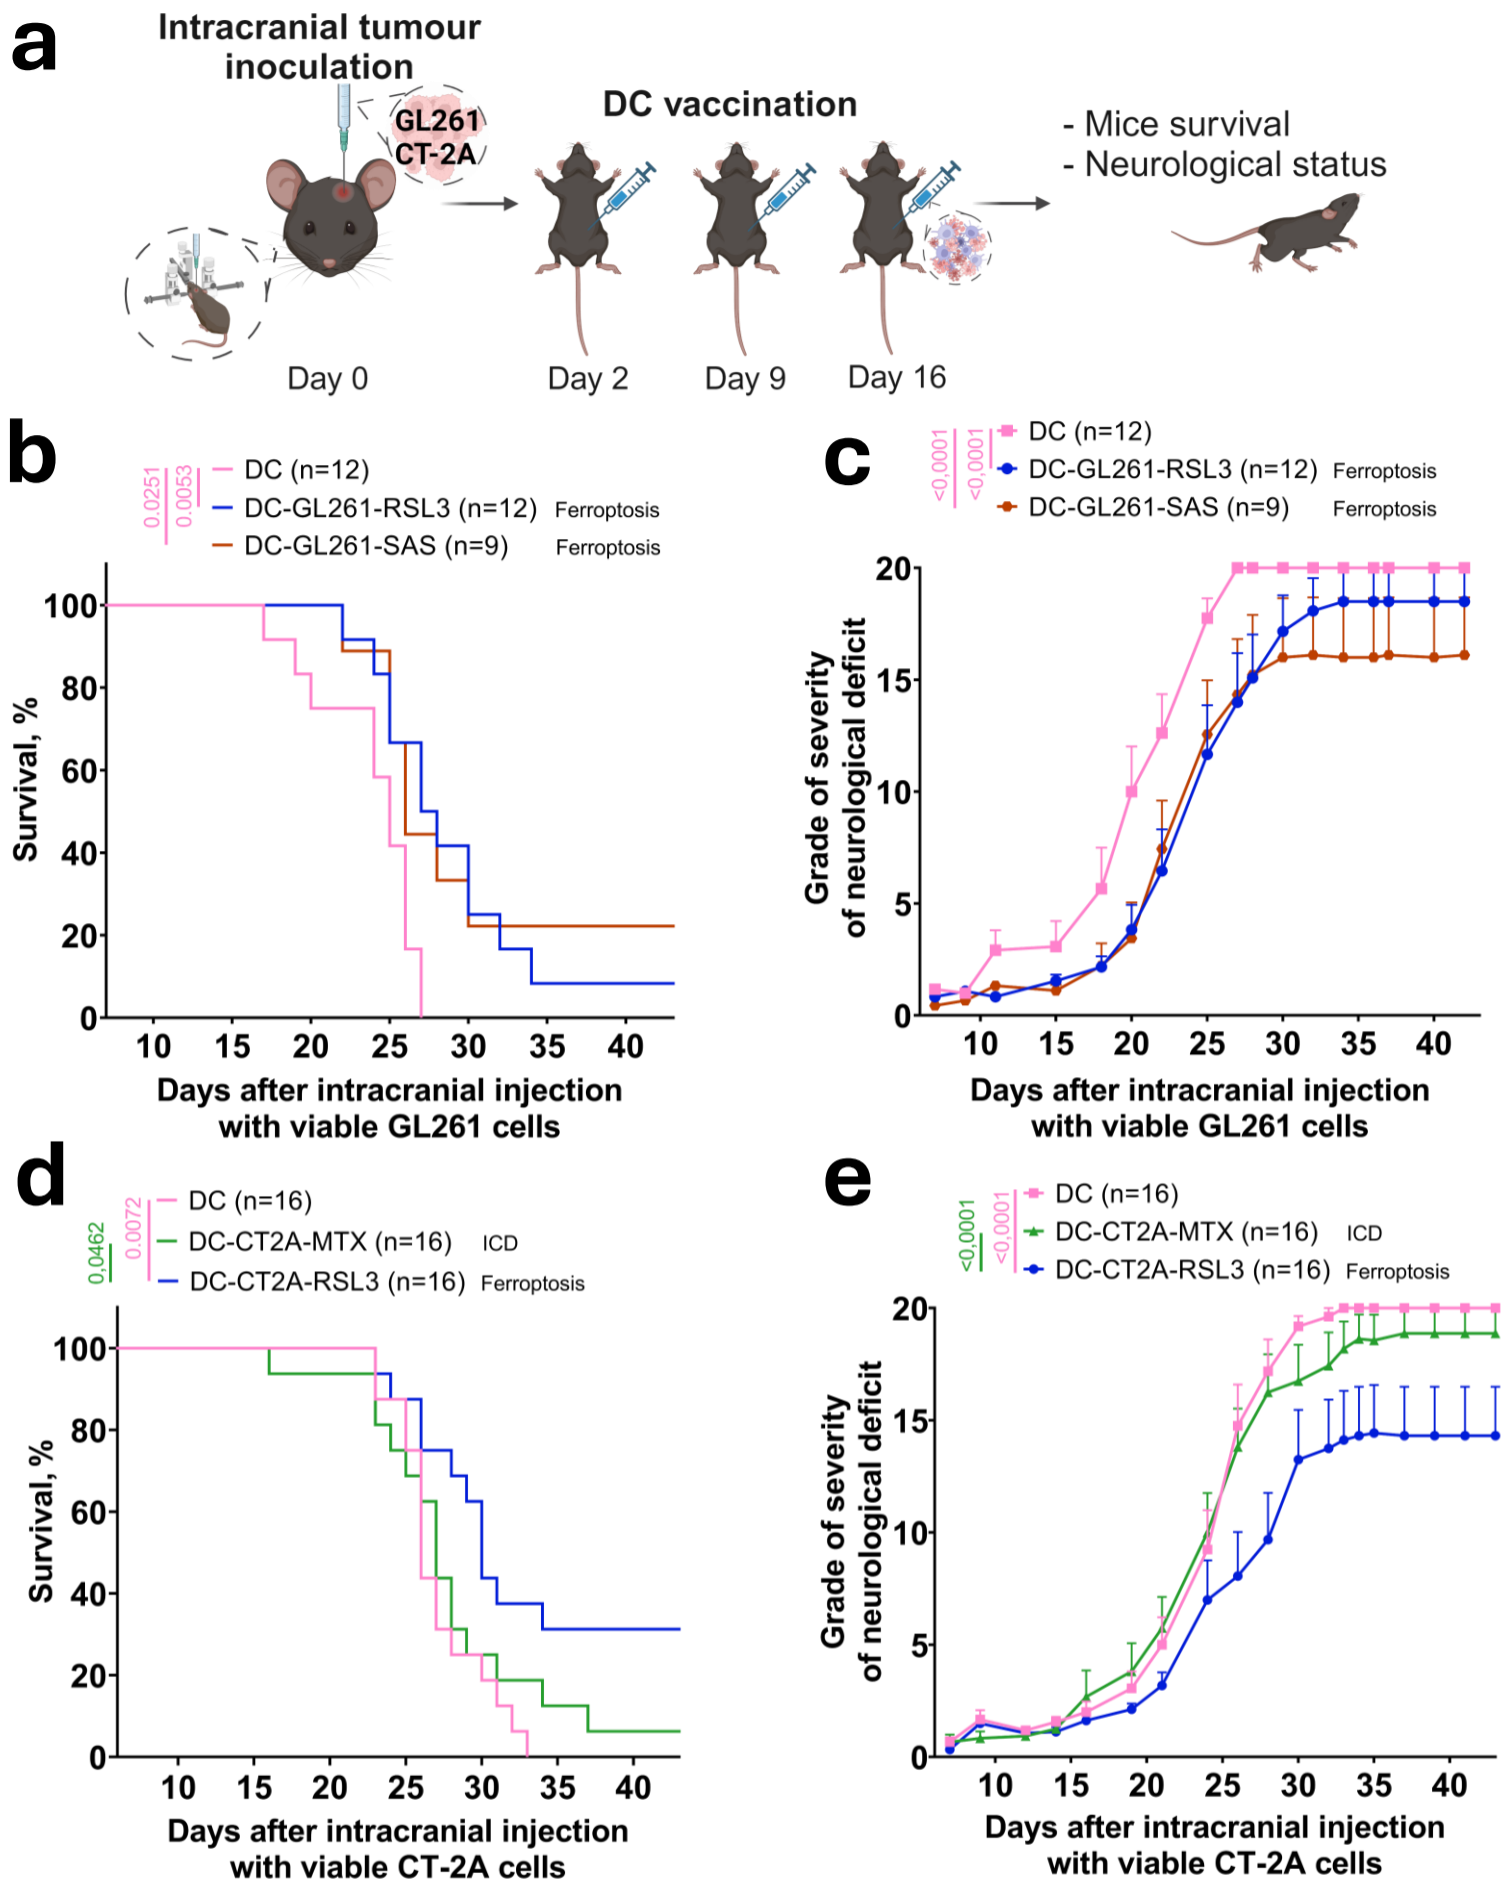 a
Intracranial tumour
inoculation
GL261
CT-2A
DC vaccination
- Mice survival
- Neurological status
Day 0
Day 2
Day 9
Day 16
b
0.0251
0.0053
DC (n=12)
DC-GL261-RSL3 (n=12) Ferroptosis
DC-GL261-SAS (n=9) Ferroptosis
Survival, %
100
80
60
40
20
0
10 15 20 25 30 35 40
Days after intracranial injection
with viable GL261 cells
c
<0,0001
<0,0001
DC (n=12)
DC-GL261-RSL3 (n=12) Ferroptosis
DC-GL261-SAS (n=9) Ferroptosis
Grade of severity
of neurological deficit
20
15
10
5
0
10 15 20 25 30 35 40
Days after intracranial injection
with viable GL261 cells
d
0,0462
0.0072
DC (n=16)
DC-CT2A-MTX (n=16) ICD
DC-CT2A-RSL3 (n=16) Ferroptosis
Survival, %
100
80
60
40
20
0
10 15 20 25 30 35 40
Days after intracranial injection
with viable CT-2A cells
e
<0,0001
<0,0001
DC (n=16)
DC-CT2A-MTX (n=16) ICD
DC-CT2A-RSL3 (n=16) Ferroptosis
Grade of severity
of neurological deficit
20
15
10
5
0
10 15 20 25 30 35 40
Days after intracranial injection
with viable CT-2A cells